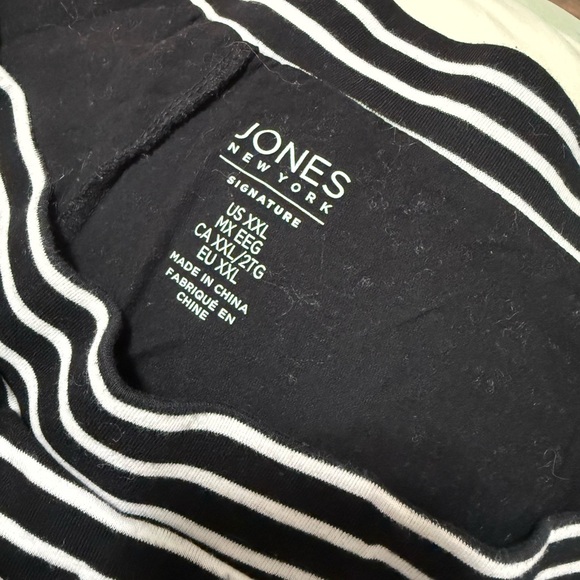 JONES
NEW YORK
SIGNATURE
US XXL
MX EEG
CA XXL/2TG
EU XXL
MADE IN CHINA
FABRIQUÉ EN
CHINE